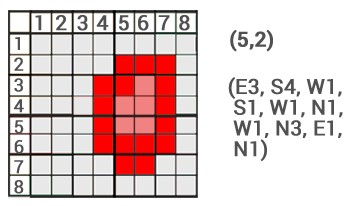 1 2 3 4 5 6 7 8
1
2
3
4
5
6
7
8
(5,2)
(E3, S4, W1,
S1, W1, N1,
W1, N3, E1,
N1)